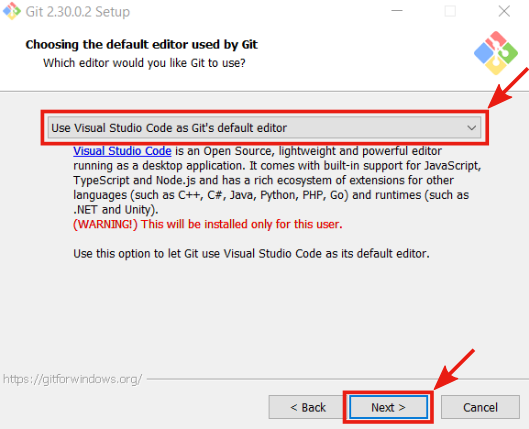 Git 2.30.0.2 Setup
Choosing the default editor used by Git
Which editor would you like Git to use?
Use Visual Studio Code as Git's default editor
Visual Studio Code is an Open Source, lightweight and powerful editor
running as a desktop application. It comes with built-in support for JavaScript,
TypeScript and Node.js and has a rich ecosystem of extensions for other
languages (such as C++, C#, Java, Python, PHP, Go) and runtimes (such as
.NET and Unity).
(WARNING!) This will be installed only for this user.
Use this option to let Git use Visual Studio Code as its default editor.
https://gitforwindows.org/
< Back
Next >
Cancel